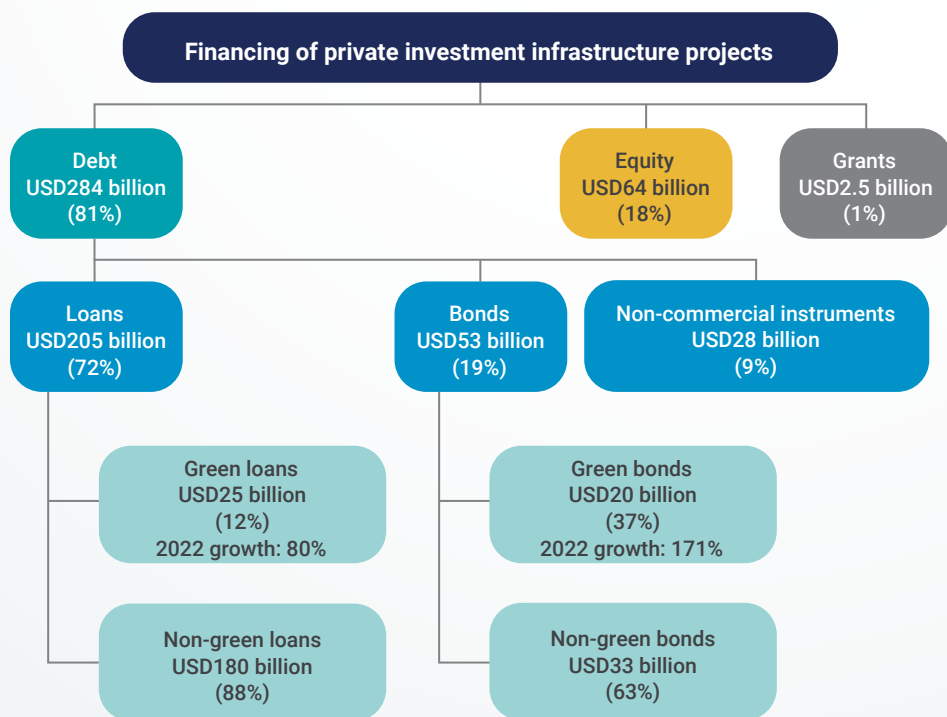 Financing of private investment infrastructure projects
Debt
USD284 billion
(81%)
Equity
USD64 billion
(18%)
Grants
USD2.5 billion
(1%)
Loans
USD205 billion
(72%)
Bonds
USD53 billion
(19%)
Non-commercial instruments
USD28 billion
(9%)
Green loans
USD25 billion
(12%)
2022 growth: 80%
Green bonds
USD20 billion
(37%)
2022 growth: 171%
Non-green loans
USD180 billion
(88%)
Non-green bonds
USD33 billion
(63%)